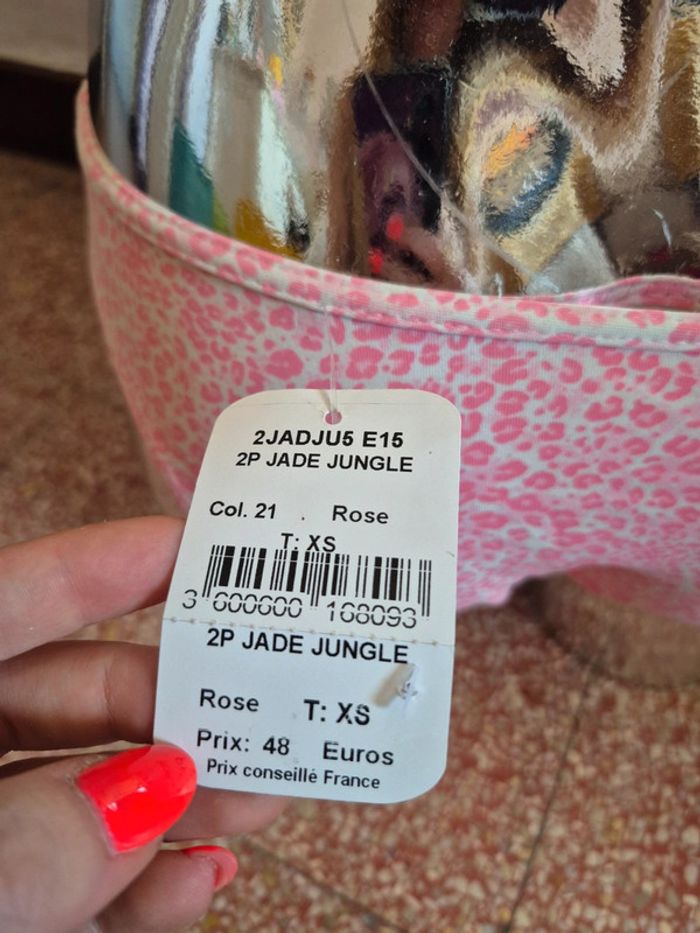 2JADJU5 E15
2P JADE JUNGLE
Col. 21 . Rose
T: XS
3 600600 168093
2P JADE JUNGLE
Rose T: XS
Prix: 48 Euros
Prix conseillé France